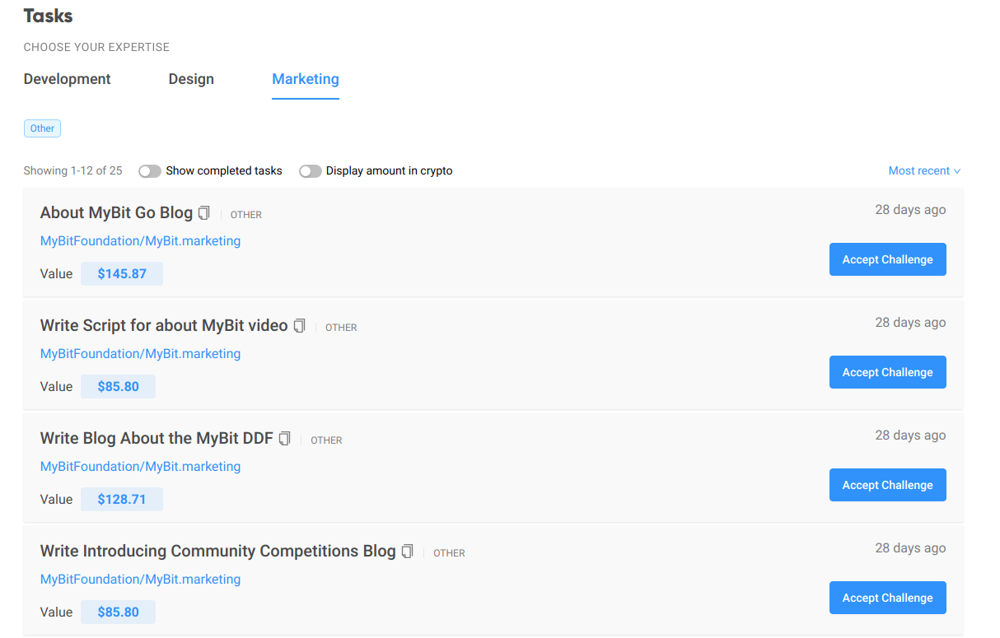 Tasks
CHOOSE YOUR EXPERTISE
Development Design Marketing
Other
Showing 1-12 of 25 Show completed tasks Display amount in crypto Most recent
About MyBit Go Blog OTHER 28 days ago
MyBitFoundation/MyBit.marketing
Accept Challenge
Value $145.87
Write Script for about MyBit video OTHER 28 days ago
MyBitFoundation/MyBit.marketing
Accept Challenge
Value $85.80
Write Blog About the MyBit DDF OTHER 28 days ago
MyBitFoundation/MyBit.marketing
Accept Challenge
Value $128.71
Write Introducing Community Competitions Blog OTHER 28 days ago
MyBitFoundation/MyBit.marketing
Accept Challenge
Value $85.80